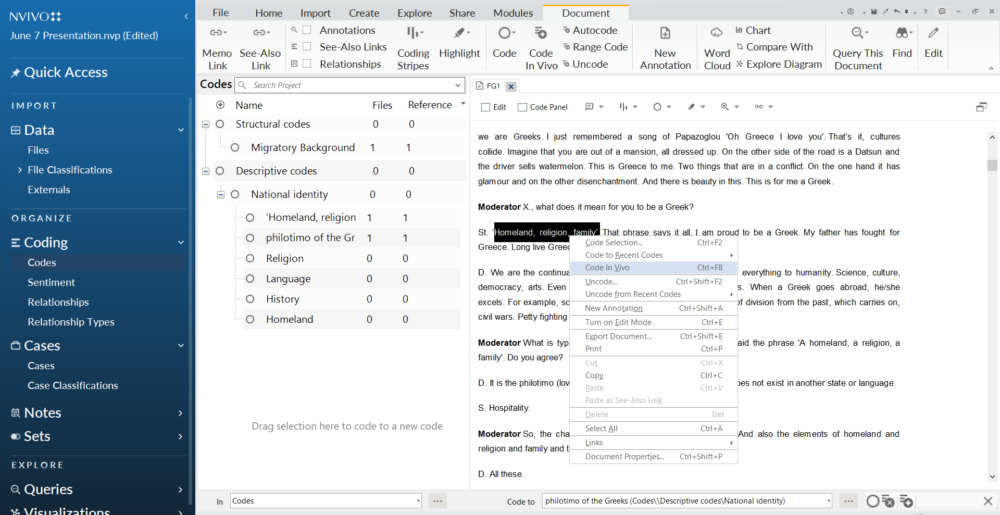 NVIVO
June 7 Presentation.nvp (Edited)
Quick Access
IMPORT
Data
Files
File Classifications
Externals
ORGANIZE
Coding
Codes
Sentiment
Relationships
Relationship Types
Cases
Cases
Case Classifications
Notes
Sets
EXPLORE
Queries
Visualizations
File Home Import Create Explore Share Modules Document
Memo Link
See-Also Link
Annotations
See-Also Links
Relationships
Coding Stripes
Highlight
Code
Code In Vivo
Autocode
Range Code
Uncode
New Annotation
Word Cloud
Chart
Compare With
Explore Diagram
Query This Document
Find
Edit
Codes Search Project
Name Files Reference
Structural codes 0 0
Migratory Background 1 1
Descriptive codes 0 0
National identity 0 0
‘Homeland, religion 1 1
philotimo of the Gr 1 1
Religion 0 0
Language 0 0
History 0 0
Homeland 0 0
Drag selection here to code to a new code
FG1
Edit Code Panel
we are Greeks. I just remembered a song of Papazoglou 'Oh Greece I love you'. That’s it, cultures
collide. Imagine that you are out of a mansion, all dressed up. On the other side of the road is a Datsun and
the driver sells watermelon. This is Greece to me. Two things that are in a conflict. On the one hand it has
glamour and on the other disenchantment. And there is beauty in this. This is for me a Greek.
Moderator X., what does it mean for you to be a Greek?
St. ‘Homeland, religion, family’. That phrase says it all. I am proud to be a Greek. My father has fought for
Greece. Long live Greec
D. We are the continua everything to humanity. Science, culture,
democracy, arts. Even s. When a Greek goes abroad, he/she
excels. For example, sc of division from the past, which carries on,
civil wars. Petty fighting
Moderator What is typ aid the phrase 'A homeland, a religion, a
family'. Do you agree?
D. It is the philotimo (lov oes not exist in another state or language.
S. Hospitality.
Moderator So, the cha And also the elements of homeland and
religion and family and t
D. All these.
Code Selection... Ctrl+F2
Code to Recent Codes
Code In Vivo Ctrl+F8
Uncode... Ctrl+Shift+F2
Uncode from Recent Codes
New Annotation Ctrl+Shift+A
Turn on Edit Mode Ctrl+E
Export Document... Ctrl+Shift+E
Print Ctrl+P
Cut Ctrl+X
Copy Ctrl+C
Paste Ctrl+V
Paste as See-Also Link
Delete Del
Select All Ctrl+A
Links
Document Properties... Ctrl+Shift+P
In Codes
Code to philotimo of the Greeks (Codes\\Descriptive codes\National identity)